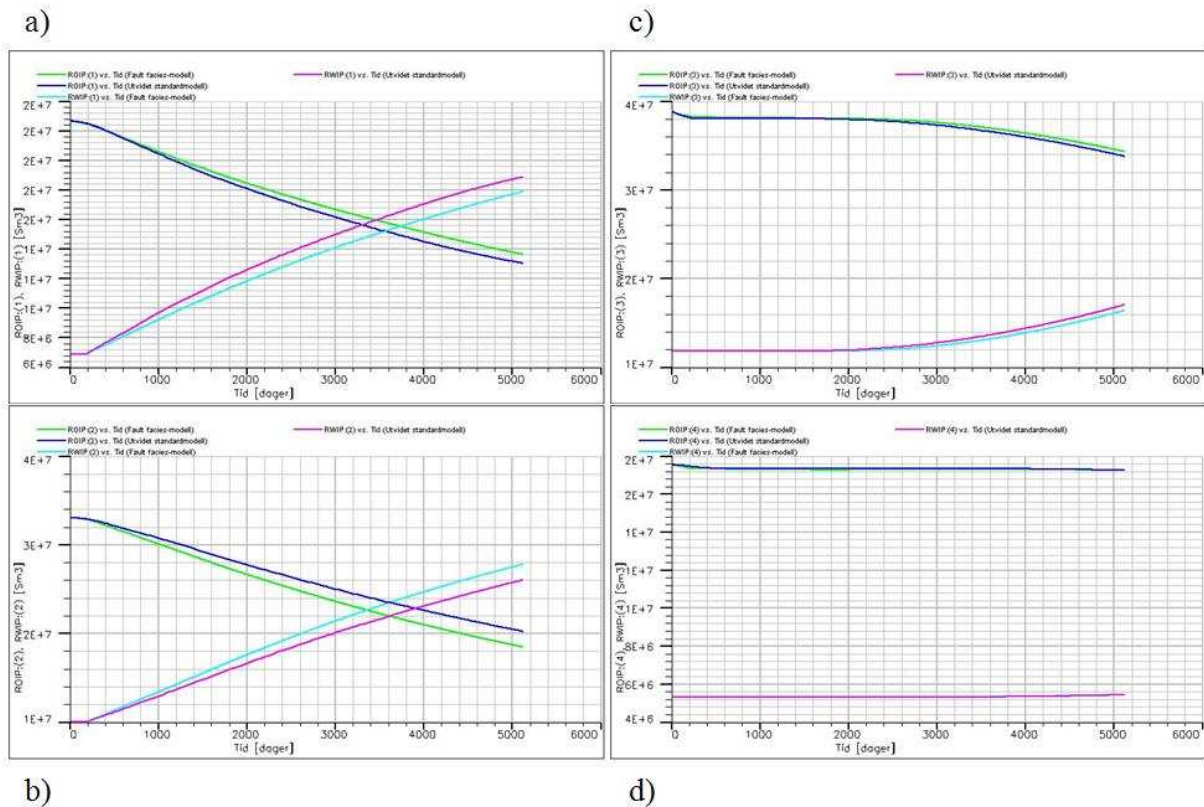 a)
ROIP:(1) vs. Tid (Fault facies-modell)
ROIP:(1) vs. Tid (Utvidet standardmodell)
RWIP:(1) vs. Tid (Fault facies-modell)
RWIP:(1) vs. Tid (Utvidet standardmodell)
2E+7
2E+7
2E+7
2E+7
2E+7
1E+7
1E+7
1E+7
8E+6
6E+6
ROIP:(1), RWIP:(1) [Sm3]
0 1000 2000 3000 4000 5000 6000
Tid [dager]
ROIP:(2) vs. Tid (Fault facies-modell)
ROIP:(2) vs. Tid (Utvidet standardmodell)
RWIP:(2) vs. Tid (Fault facies-modell)
RWIP:(2) vs. Tid (Utvidet standardmodell)
4E+7
3E+7
2E+7
1E+7
ROIP:(2), RWIP:(2) [Sm3]
0 1000 2000 3000 4000 5000 6000
Tid [dager]
b)
c)
ROIP:(3) vs. Tid (Fault facies-modell)
ROIP:(3) vs. Tid (Utvidet standardmodell)
RWIP:(3) vs. Tid (Fault facies-modell)
RWIP:(3) vs. Tid (Utvidet standardmodell)
4E+7
3E+7
2E+7
1E+7
ROIP:(3), RWIP:(3) [Sm3]
0 1000 2000 3000 4000 5000 6000
Tid [dager]
ROIP:(4) vs. Tid (Fault facies-modell)
ROIP:(4) vs. Tid (Utvidet standardmodell)
RWIP:(4) vs. Tid (Fault facies-modell)
RWIP:(4) vs. Tid (Utvidet standardmodell)
2E+7
2E+7
1E+7
1E+7
1E+7
8E+6
6E+6
4E+6
ROIP:(4), RWIP:(4) [Sm3]
0 1000 2000 3000 4000 5000 6000
Tid [dager]
d)